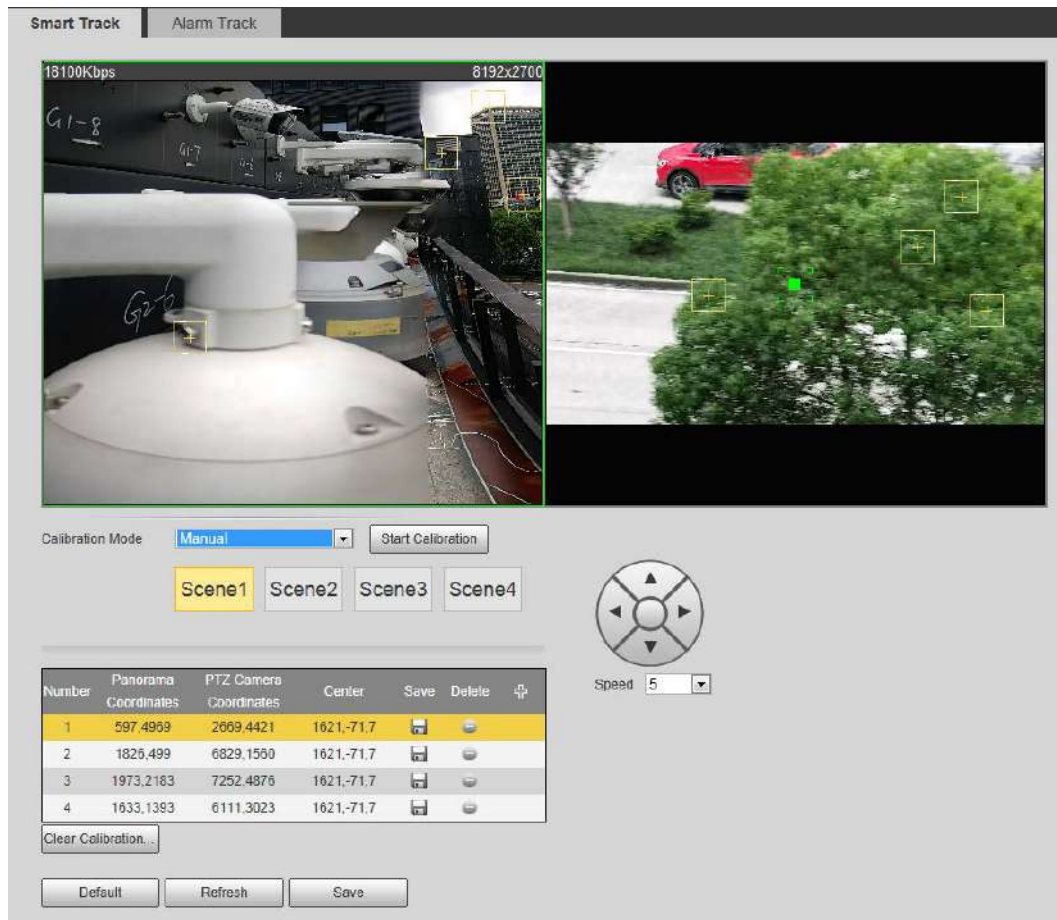 Smart Track
Alarm Track
18100Kbps
8192x2700
G1-8
G1-7
G2-6
Calibration Mode
Manual
Start Calibration
Scene1
Scene2
Scene3
Scene4
Speed
5
Number Panorama Coordinates PTZ Camera Coordinates Center Save Delete
1 597,4969 2669,4421 1621,-71,7
2 1826,499 6829,1560 1621,-71,7
3 1973,2183 7252,4876 1621,-71,7
4 1633,1393 6111,3023 1621,-71,7
Clear Calibration...
Default
Refresh
Save